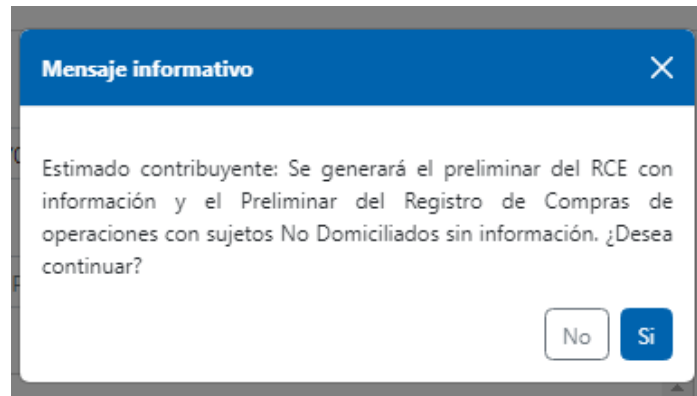 Mensaje informativo
Estimado contribuyente: Se generará el preliminar del RCE con
información y el Preliminar del Registro de Compras de
operaciones con sujetos No Domiciliados sin información. ¿Desea
continuar?
No
Si